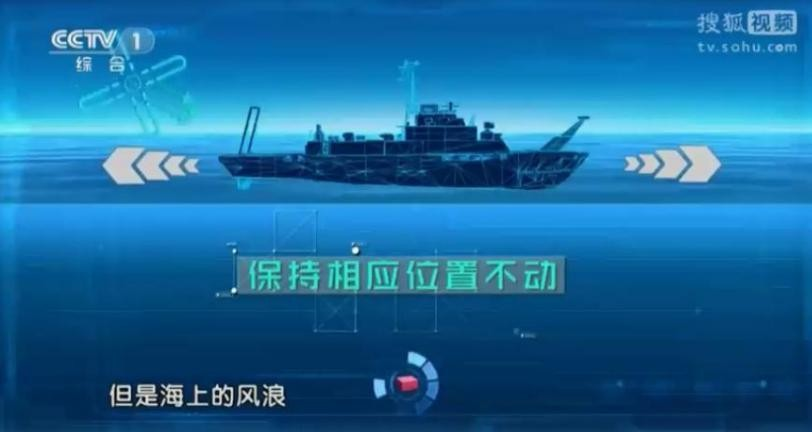 CCTV 1
综合
搜狐视频
tv.sohu.com
保持相应位置不动
但是海上的风浪